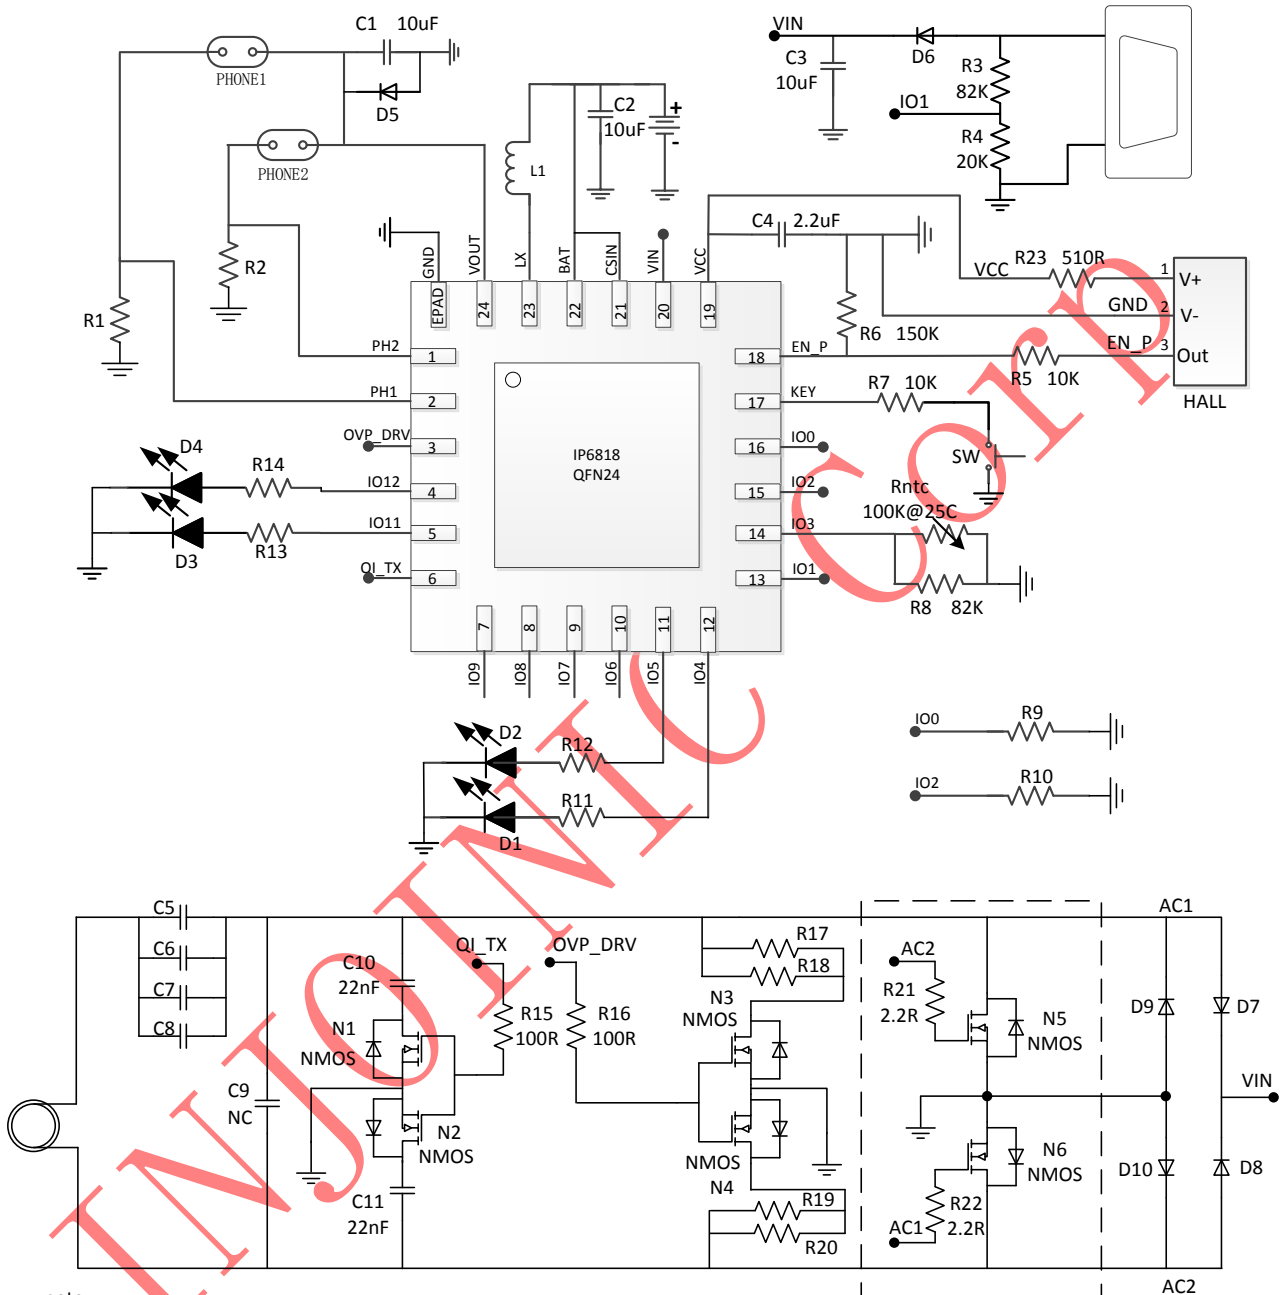 C1 10uF
PHONE1
D5
PHONE2
C2
10uF
+
-
L1
VIN
C3
10uF
D6
R3
82K
IO1
R4
20K
R1
R2
GND
VOUT
LX
BAT
CSIN
VIN
VCC
EPAD
24
23
22
21
20
19
C4 2.2uF
VCC
R23 510R
GND
EN_P
1
2
3
V+
V-
Out
HALL
R6 150K
R5 10K
PH2
1
PH1
2
OVP_DRV
3
IO12
4
IO11
5
QI_TX
6
IP6818
QFN24
18
EN_P
17
KEY
16
IO0
15
IO2
14
IO3
13
IO1
R7 10K
SW
Rntc
100K@25C
R8 82K
D4
R14
D3
R13
7
8
9
10
11
12
IO9
IO8
IO7
IO6
IO5
IO4
D2
R12
R11
D1
IO0
R9
IO2
R10
C5
C6
C7
C8
C9
NC
C10
22nF
N1
NMOS
N2
NMOS
C11
22nF
QI_TX
R15
100R
OVP_DRV
R16
100R
R17
R18
N3
NMOS
NMOS
N4
R19
R20
AC2
R21
2.2R
N5
NMOS
N6
NMOS
R22
2.2R
AC1
AC1
D9
D7
VIN
D10
D8
AC2
INJOINIC Corp